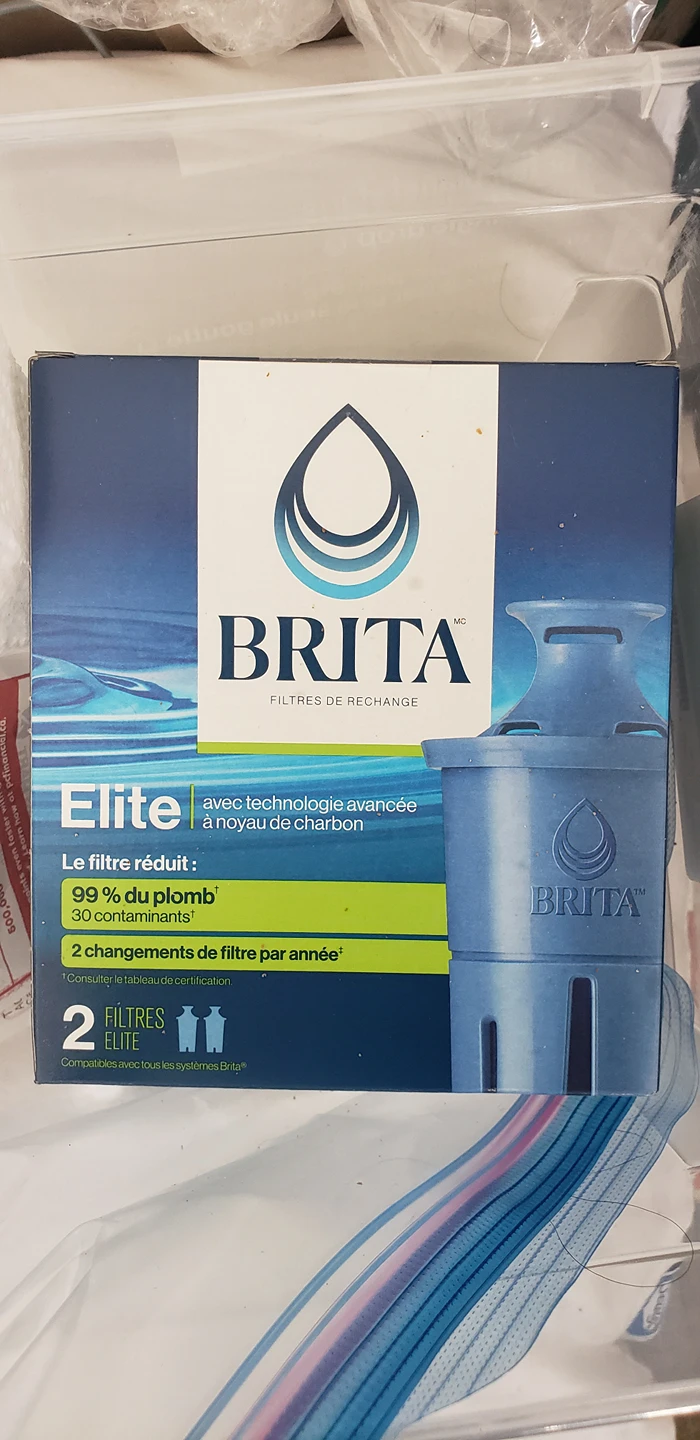 BRITA MC
FILTRES DE RECHANGE
Elite
avec technologie avancée
à noyau de charbon
Le filtre réduit :
99 % du plomb†
30 contaminants†
2 changements de filtre par année‡
† Consulter le tableau de certification.
2 FILTRES
ELITE
Compatibles avec tous les systèmes Brita®
BRITA™